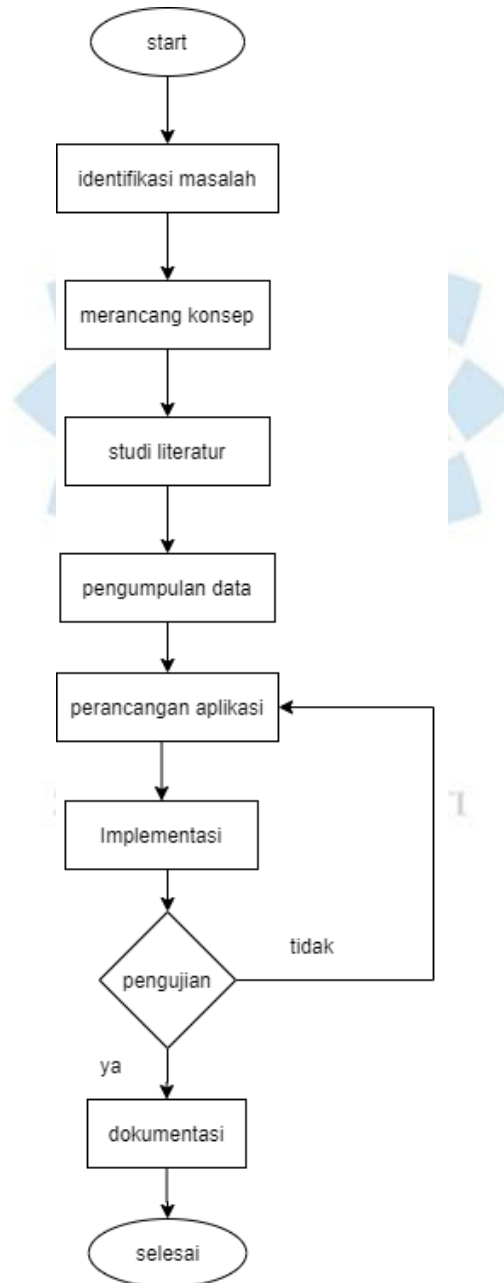 start
identifikasi masalah
merancang konsep
studi literatur
pengumpulan data
perancangan aplikasi
Implementasi
pengujian
tidak
ya
dokumentasi
selesai